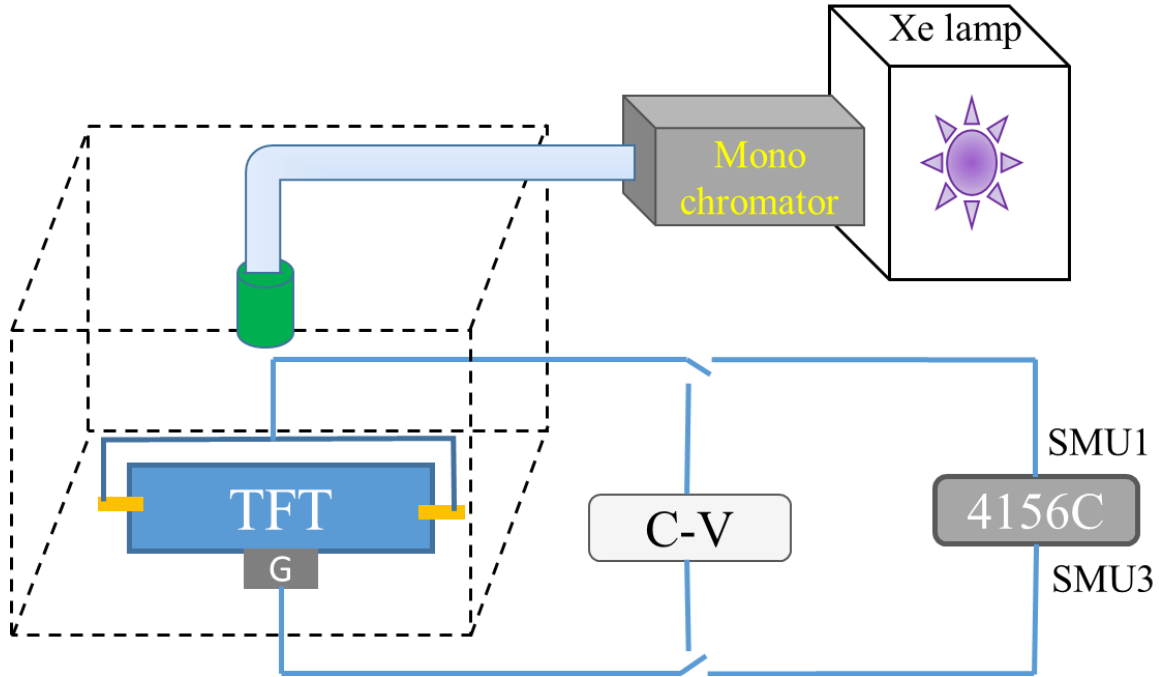 Xe lamp
Mono
chromator
SMU1
TFT
4156C
C-V
G
SMU3